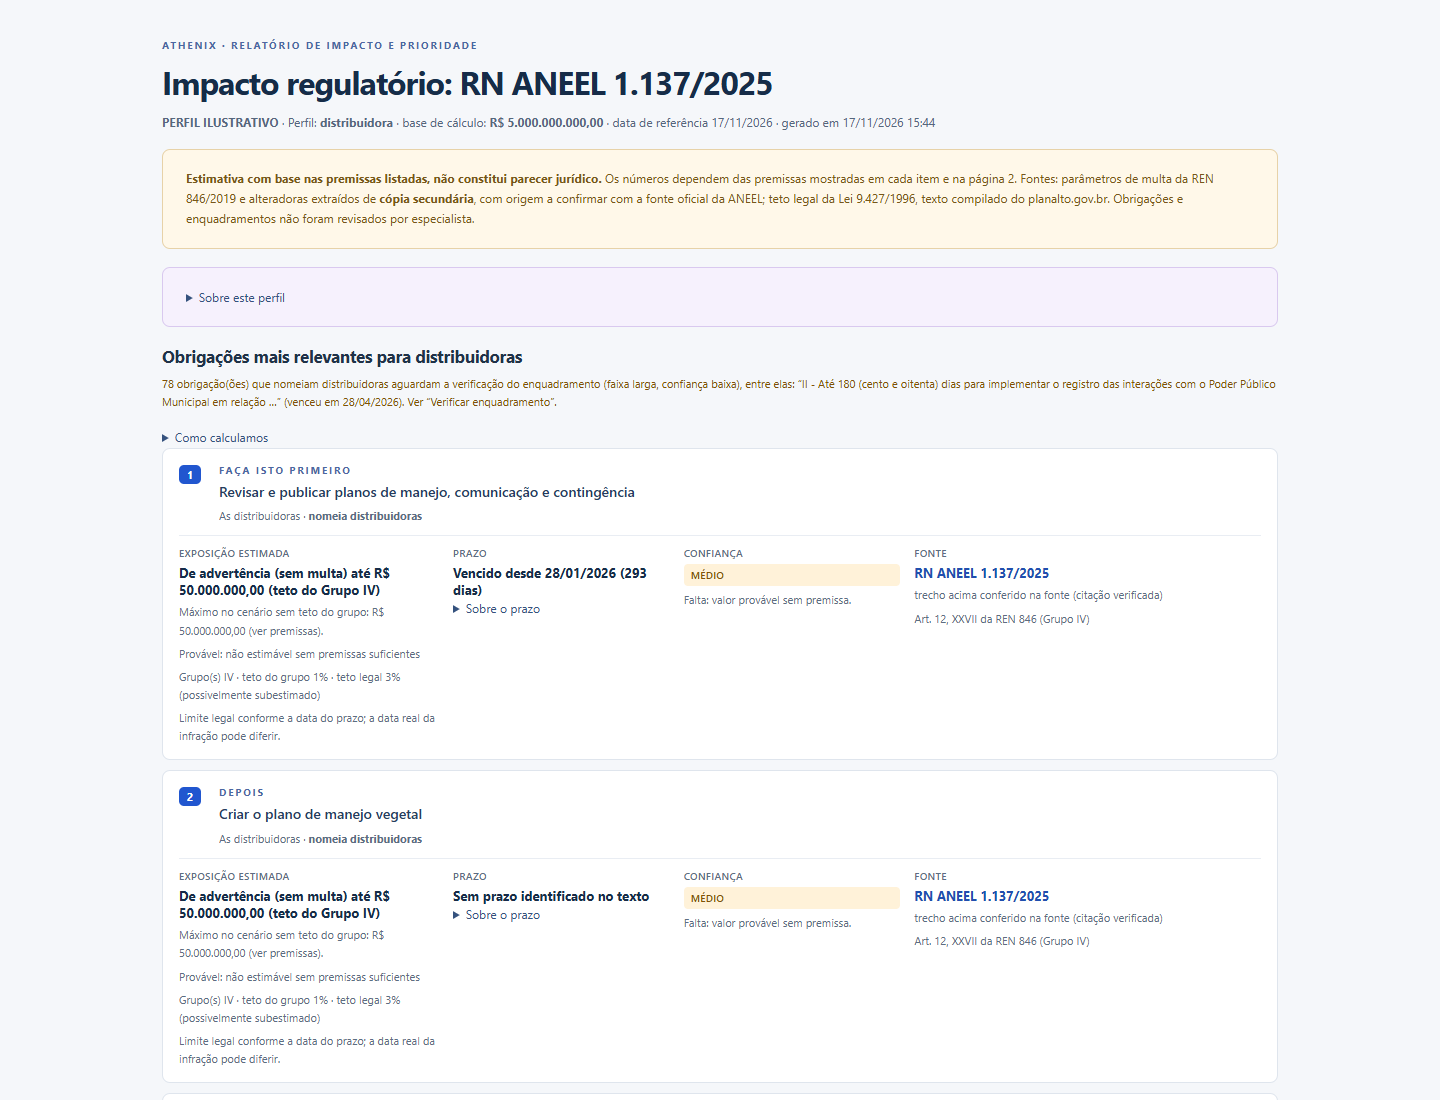 ATHENIX · RELATÓRIO DE IMPACTO E PRIORIDADE
Impacto regulatório: RN ANEEL 1.137/2025
PERFIL ILUSTRATIVO · Perfil: distribuidora · base de cálculo: R$ 5.000.000.000,00 · data de referência 17/11/2026 · gerado em 17/11/2026 15:44
Estimativa com base nas premissas listadas, não constitui parecer jurídico. Os números dependem das premissas mostradas em cada item e na página 2. Fontes: parâmetros de multa da REN
846/2019 e alteradoras extraídos de cópia secundária, com origem a confirmar com a fonte oficial da ANEEL; teto legal da Lei 9.427/1996, texto compilado do planalto.gov.br. Obrigações e
enquadramentos não foram revisados por especialista.
▶ Sobre este perfil
Obrigações mais relevantes para distribuidoras
78 obrigação(ões) que nomeiam distribuidoras aguardam a verificação do enquadramento (faixa larga, confiança baixa), entre elas: "II - Até 180 (cento e oitenta) dias para implementar o registro das interações com o Poder Público
Municipal em relação ..." (venceu em 28/04/2026). Ver "Verificar enquadramento".
▶ Como calculamos
1
FAÇA ISTO PRIMEIRO
Revisar e publicar planos de manejo, comunicação e contingência
As distribuidoras · nomeia distribuidoras
EXPOSIÇÃO ESTIMADA
De advertência (sem multa) até R$
50.000.000,00 (teto do Grupo IV)
Máximo no cenário sem teto do grupo: R$
50.000.000,00 (ver premissas).
Provável: não estimável sem premissas suficientes
Grupo(s) IV · teto do grupo 1% · teto legal 3%
(possivelmente subestimado)
Limite legal conforme a data do prazo; a data real da
infração pode diferir.
PRAZO
Vencido desde 28/01/2026 (293
dias)
▶ Sobre o prazo
CONFIANÇA
MÉDIO
Falta: valor provável sem premissa.
FONTE
RN ANEEL 1.137/2025
trecho acima conferido na fonte (citação verificada)
Art. 12, XXVII da REN 846 (Grupo IV)
2
DEPOIS
Criar o plano de manejo vegetal
As distribuidoras · nomeia distribuidoras
EXPOSIÇÃO ESTIMADA
De advertência (sem multa) até R$
50.000.000,00 (teto do Grupo IV)
Máximo no cenário sem teto do grupo: R$
50.000.000,00 (ver premissas).
Provável: não estimável sem premissas suficientes
Grupo(s) IV · teto do grupo 1% · teto legal 3%
(possivelmente subestimado)
Limite legal conforme a data do prazo; a data real da
infração pode diferir.
PRAZO
Sem prazo identificado no texto
▶ Sobre o prazo
CONFIANÇA
MÉDIO
Falta: valor provável sem premissa.
FONTE
RN ANEEL 1.137/2025
trecho acima conferido na fonte (citação verificada)
Art. 12, XXVII da REN 846 (Grupo IV)